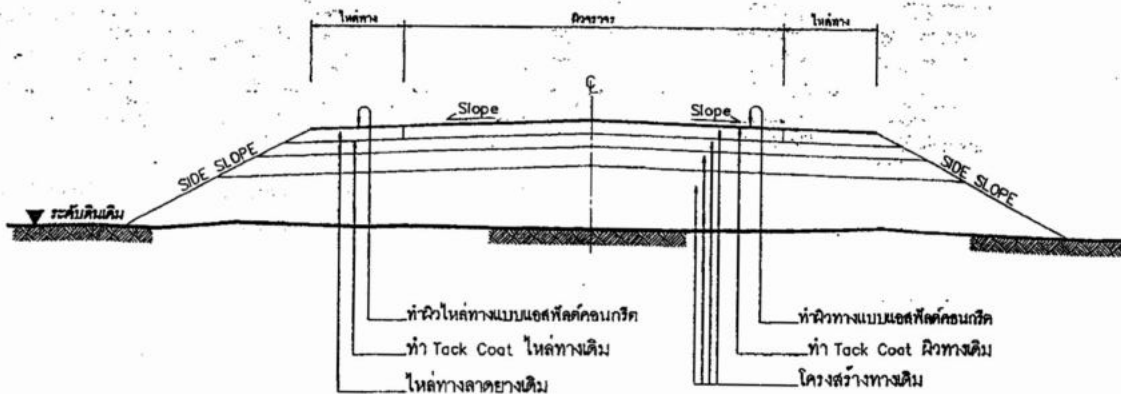 ไหล่ทาง ผิวจราจร ไหล่ทาง
℄
Slope Slope
SIDE SLOPE SIDE SLOPE
ระดับดินเดิม
ทำผิวไหล่ทางแบบแอสฟัลต์คอนกรีต ทำผิวทางแบบแอสฟัลต์คอนกรีต
ทำ Tack Coat ไหล่ทางเดิม ทำ Tack Coat ผิวทางเดิม
ไหล่ทางลาดยางเดิม โครงสร้างทางเดิม